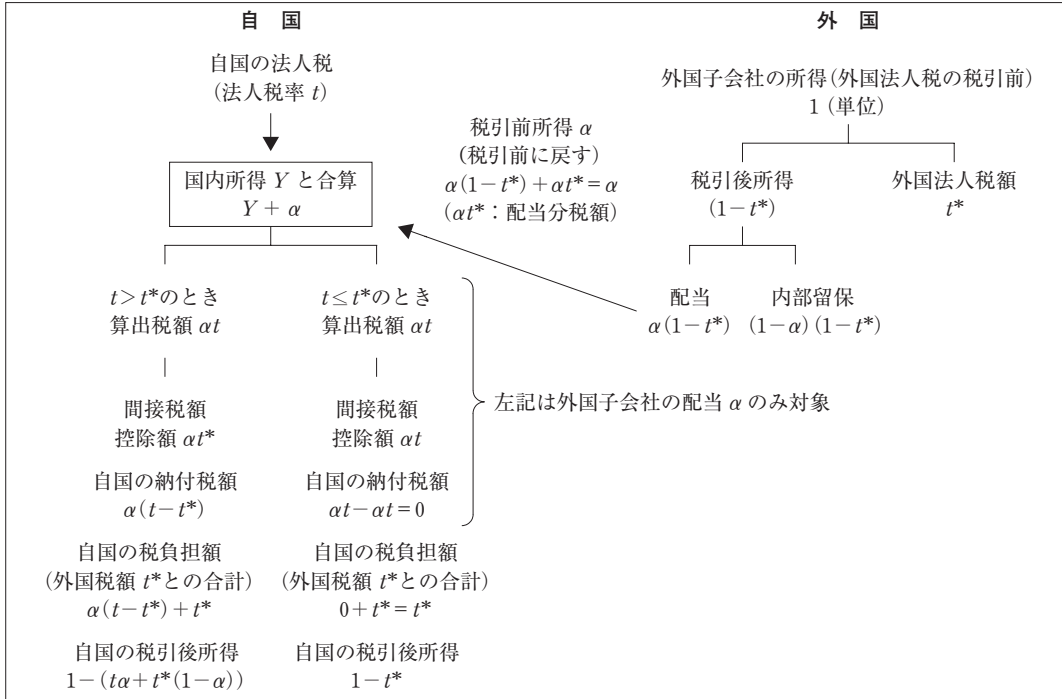 自国
自国の法人税
(法人税率 t)
国内所得 Y と合算
Y + α
t > t*のとき
算出税額 αt
間接税額
控除額 αt*
自国の納付税額
α(t−t*)
自国の税負担額
(外国税額 t*との合計)
α(t−t*) + t*
自国の税引後所得
1−(tα+t*(1−α))
t ≤ t*のとき
算出税額 αt
間接税額
控除額 αt
自国の納付税額
αt−αt=0
自国の税負担額
(外国税額 t*との合計)
0+t*=t*
自国の税引後所得
1−t*
左記は外国子会社の配当 α のみ対象
税引前所得 α
(税引前に戻す)
α(1−t*)+αt*=α
(αt*：配当分税額)
外国
外国子会社の所得(外国法人税の税引前)
1 (単位)
税引後所得
(1−t*)
外国法人税額
t*
配当
α(1−t*)
内部留保
(1−α)(1−t*)